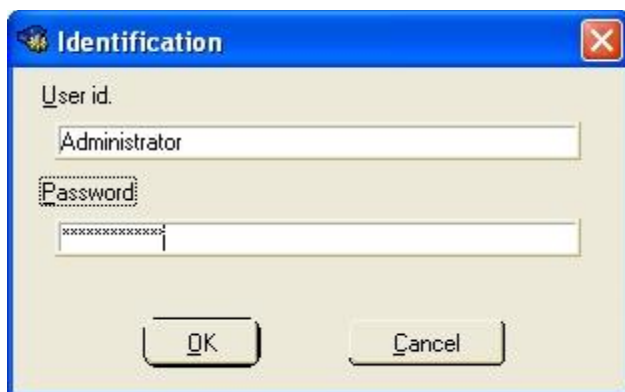 Identification
User id.
Administrator
Password
*************
OK
Cancel